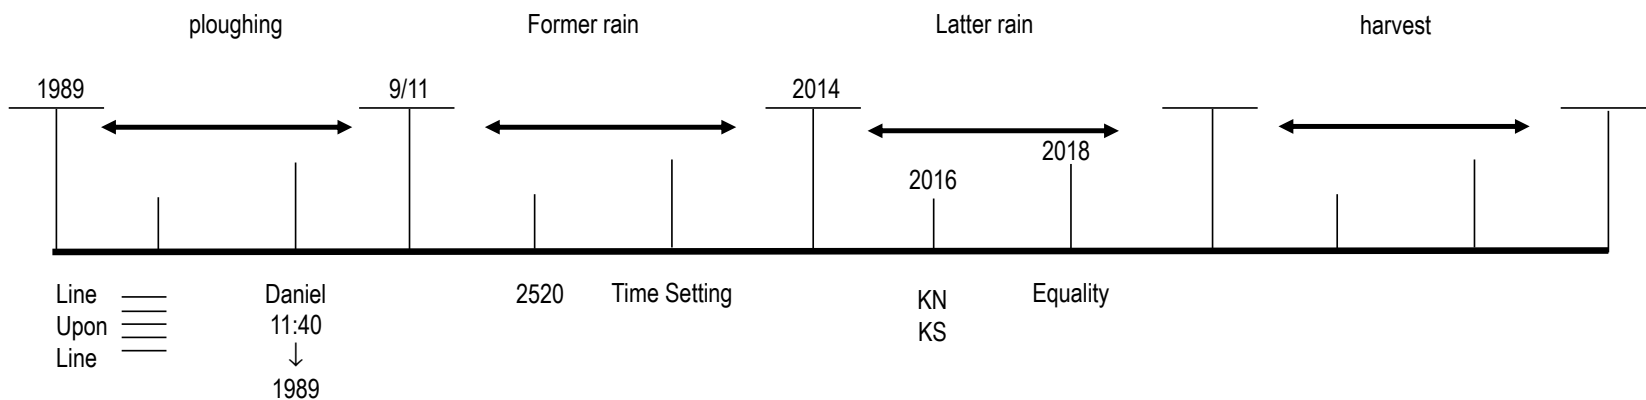 ploughing Former rain Latter rain harvest
1989 9/11 2014
2018
2016
Line Daniel 2520 Time Setting KN Equality
Upon 11:40 KS
Line
↓
1989